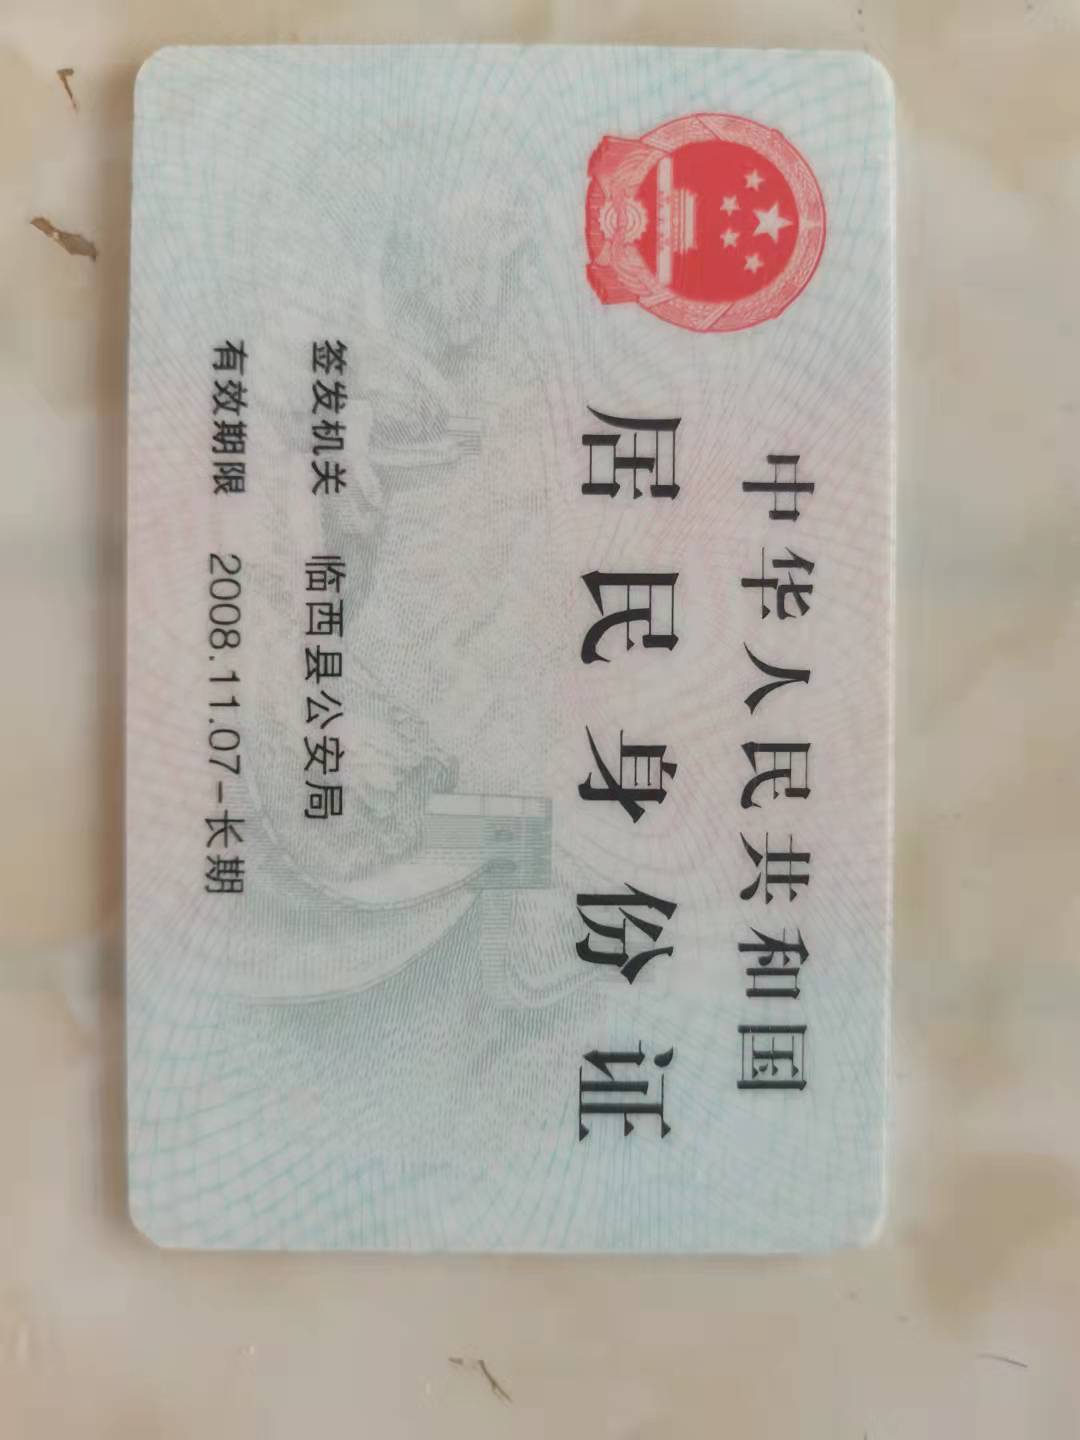 中华人民共和国
居民身份证
签发机关 临西县公安局
有效期限 2008.11.07-长期